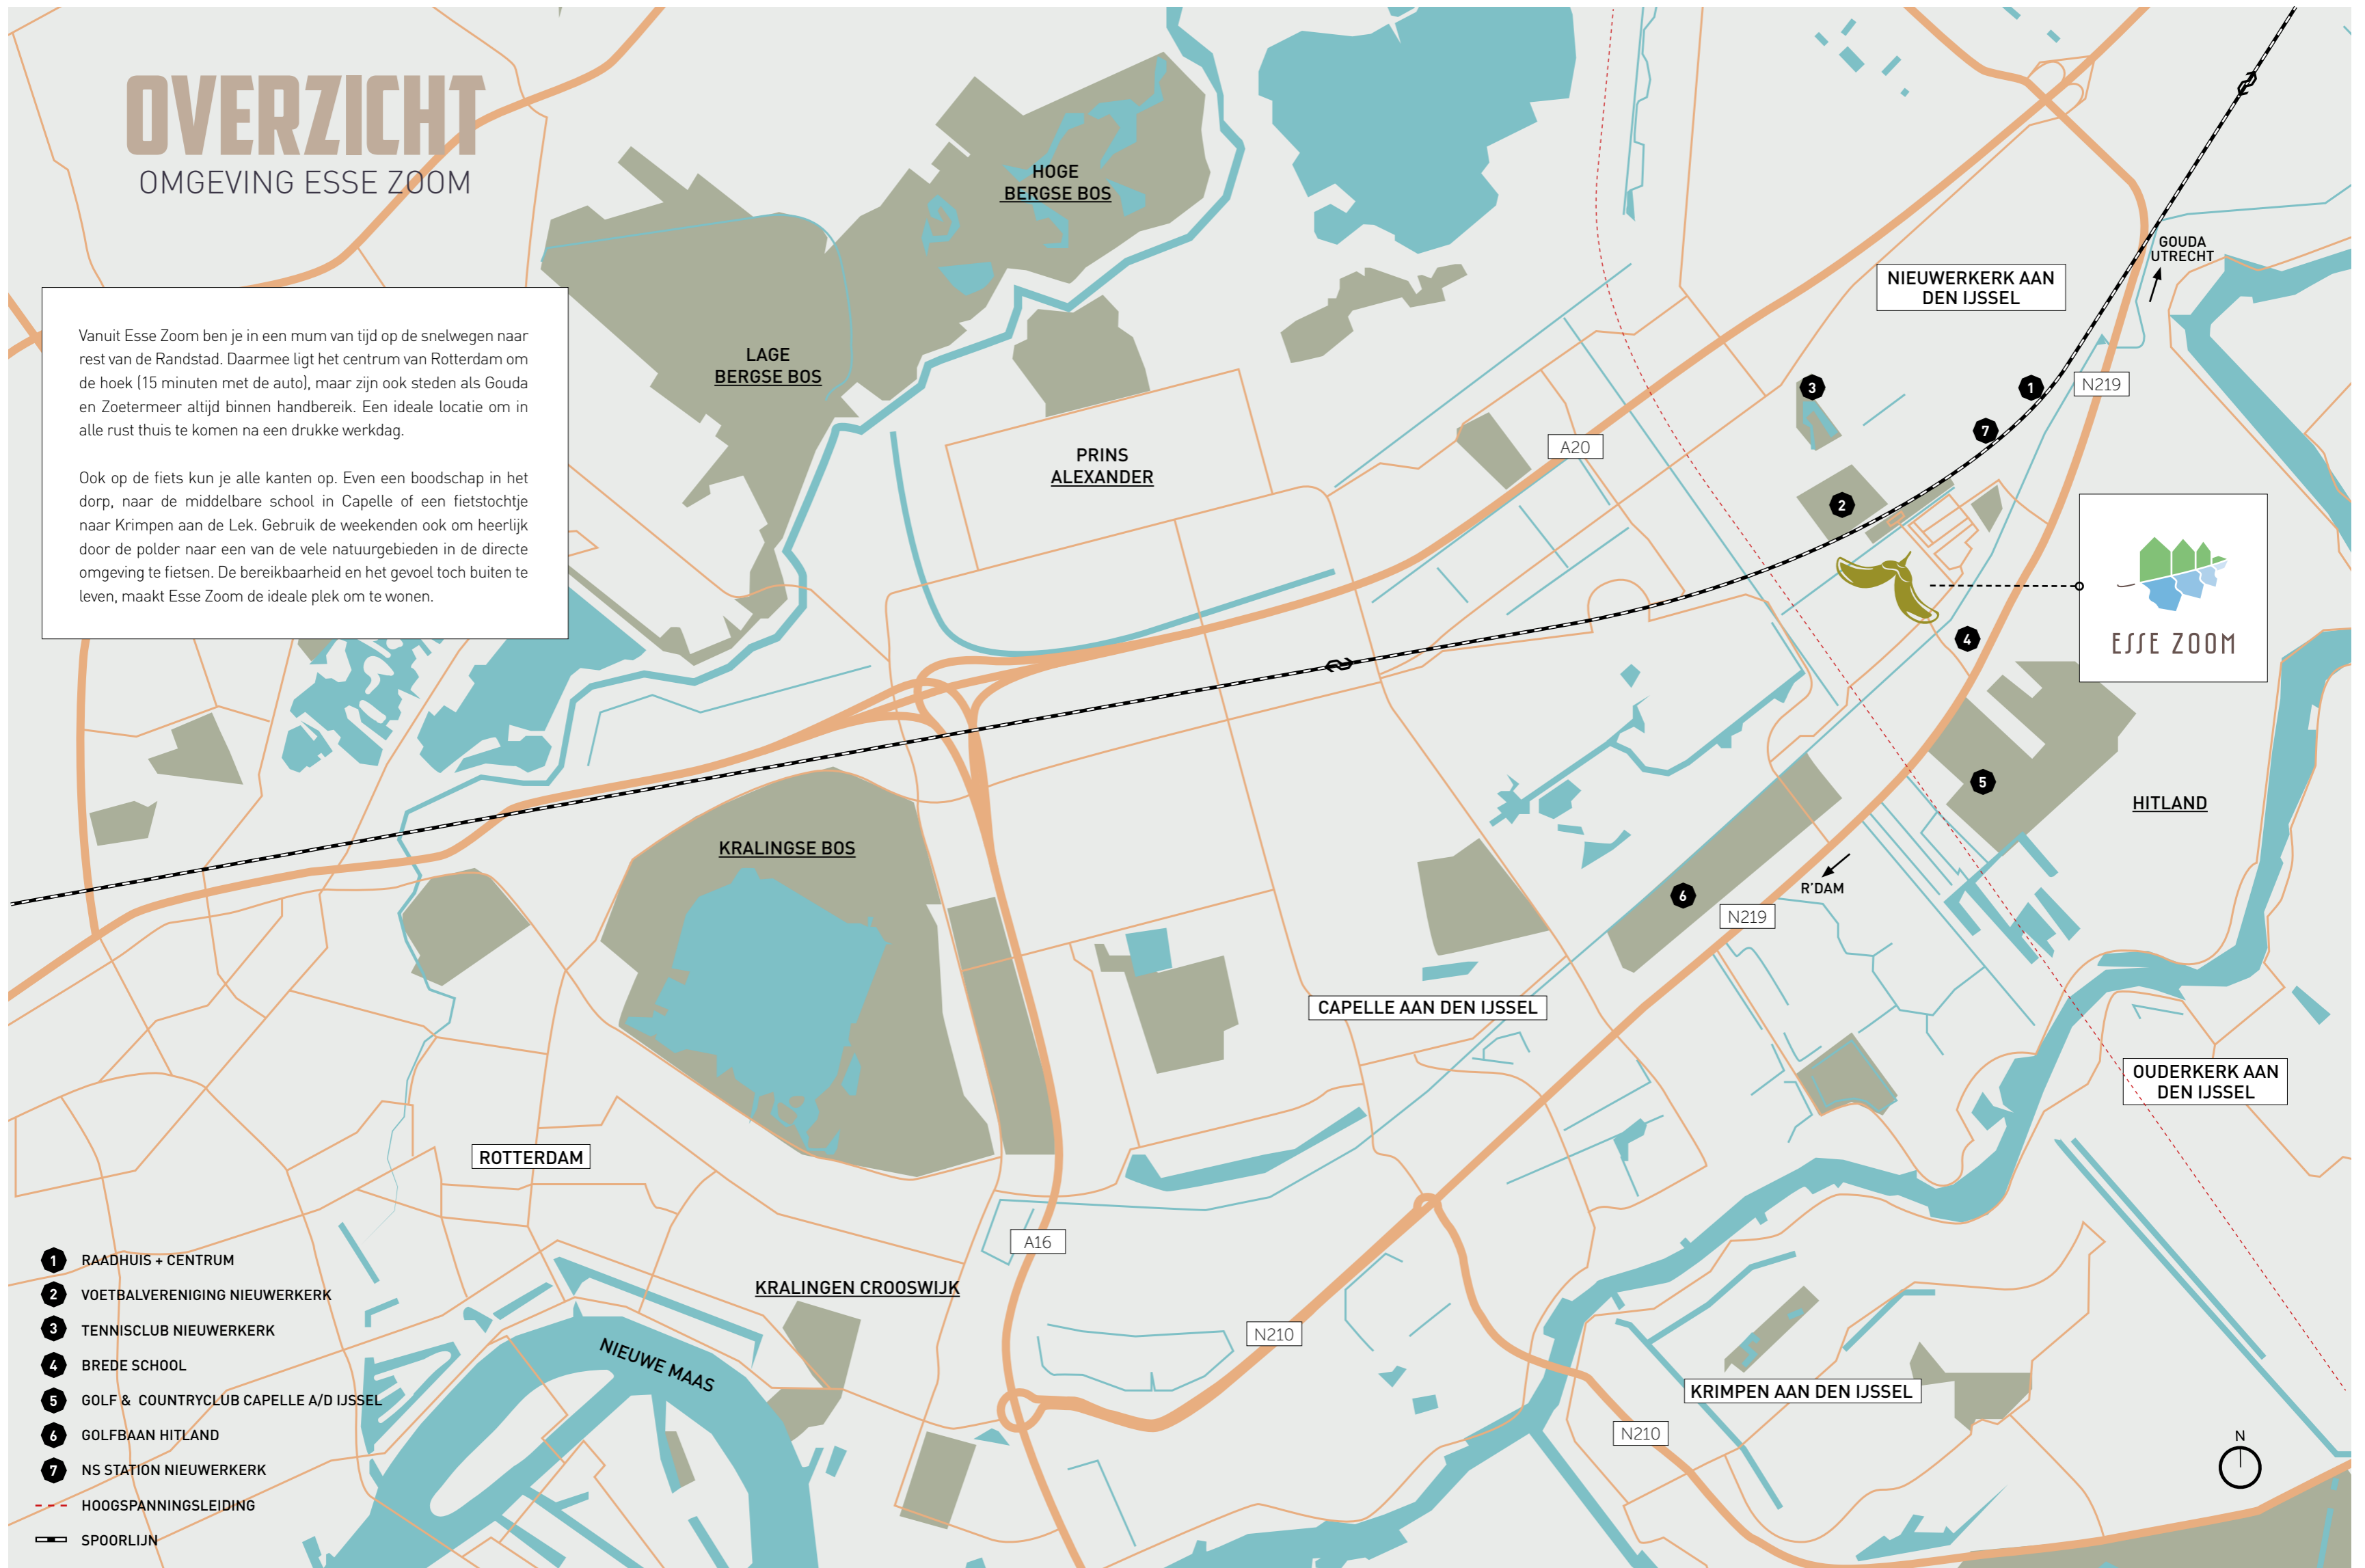 OVERZICHT
OMGEVING ESSE ZOOM
Vanuit Esse Zoom ben je in een mum van tijd op de snelwegen naar
rest van de Randstad. Daarmee ligt het centrum van Rotterdam om
de hoek (15 minuten met de auto), maar zijn ook steden als Gouda
en Zoetermeer altijd binnen handbereik. Een ideale locatie om in
alle rust thuis te komen na een drukke werkdag.
Ook op de fiets kun je alle kanten op. Even een boodschap in het
dorp, naar de middelbare school in Capelle of een fietstochtje
naar Krimpen aan de Lek. Gebruik de weekenden ook om heerlijk
door de polder naar een van de vele natuurgebieden in de directe
omgeving te fietsen. De bereikbaarheid en het gevoel toch buiten te
leven, maakt Esse Zoom de ideale plek om te wonen.
HOGE
BERGSE BOS
LAGE
BERGSE BOS
PRINS
ALEXANDER
GOUDA
UTRECHT
NIEUWERKERK AAN
DEN IJSSEL
3
1
N219
7
A20
2
4
ESSE ZOOM
5
HITLAND
KRALINGSE BOS
6
R'DAM
N219
CAPELLE AAN DEN IJSSEL
OUDERKERK AAN
DEN IJSSEL
ROTTERDAM
A16
KRALINGEN CROOSWIJK
N210
NIEUWE MAAS
KRIMPEN AAN DEN IJSSEL
N210
N
1 RAADHUIS + CENTRUM
2 VOETBALVERENIGING NIEUWERKERK
3 TENNISCLUB NIEUWERKERK
4 BREDE SCHOOL
5 GOLF & COUNTRYCLUB CAPELLE A/D IJSSEL
6 GOLFBAAN HITLAND
7 NS STATION NIEUWERKERK
HOOGSPANNINGSLEIDING
SPOORLIJN